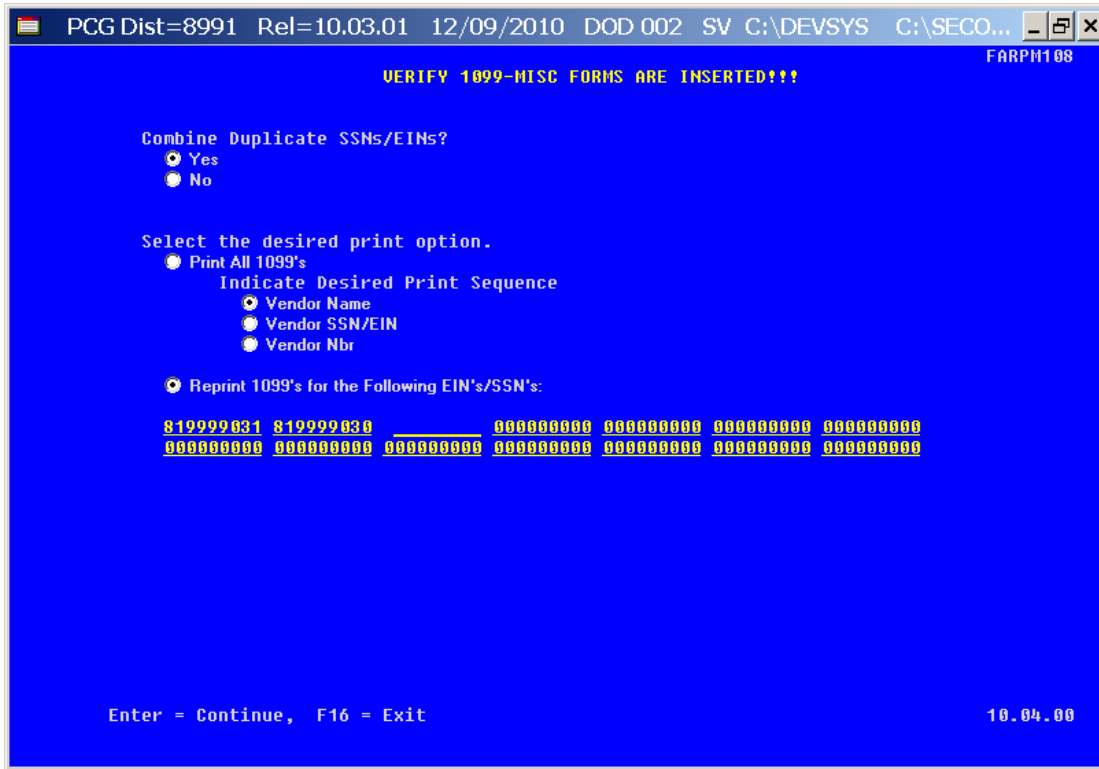 PCG Dist=8991 Rel=10.03.01 12/09/2010 DOD 002 SV C:\DEVSYS C:\SECO...
FARPM108
VERIFY 1099-MISC FORMS ARE INSERTED!!!
Combine Duplicate SSNs/EINs?
Yes
No
Select the desired print option.
Print All 1099's
Indicate Desired Print Sequence
Vendor Name
Vendor SSN/EIN
Vendor Nbr
Reprint 1099's for the Following EIN's/SSN's:
819999031 819999030 _________ 000000000 000000000 000000000 000000000
000000000 000000000 000000000 000000000 000000000 000000000 000000000
Enter = Continue, F16 = Exit
10.04.00